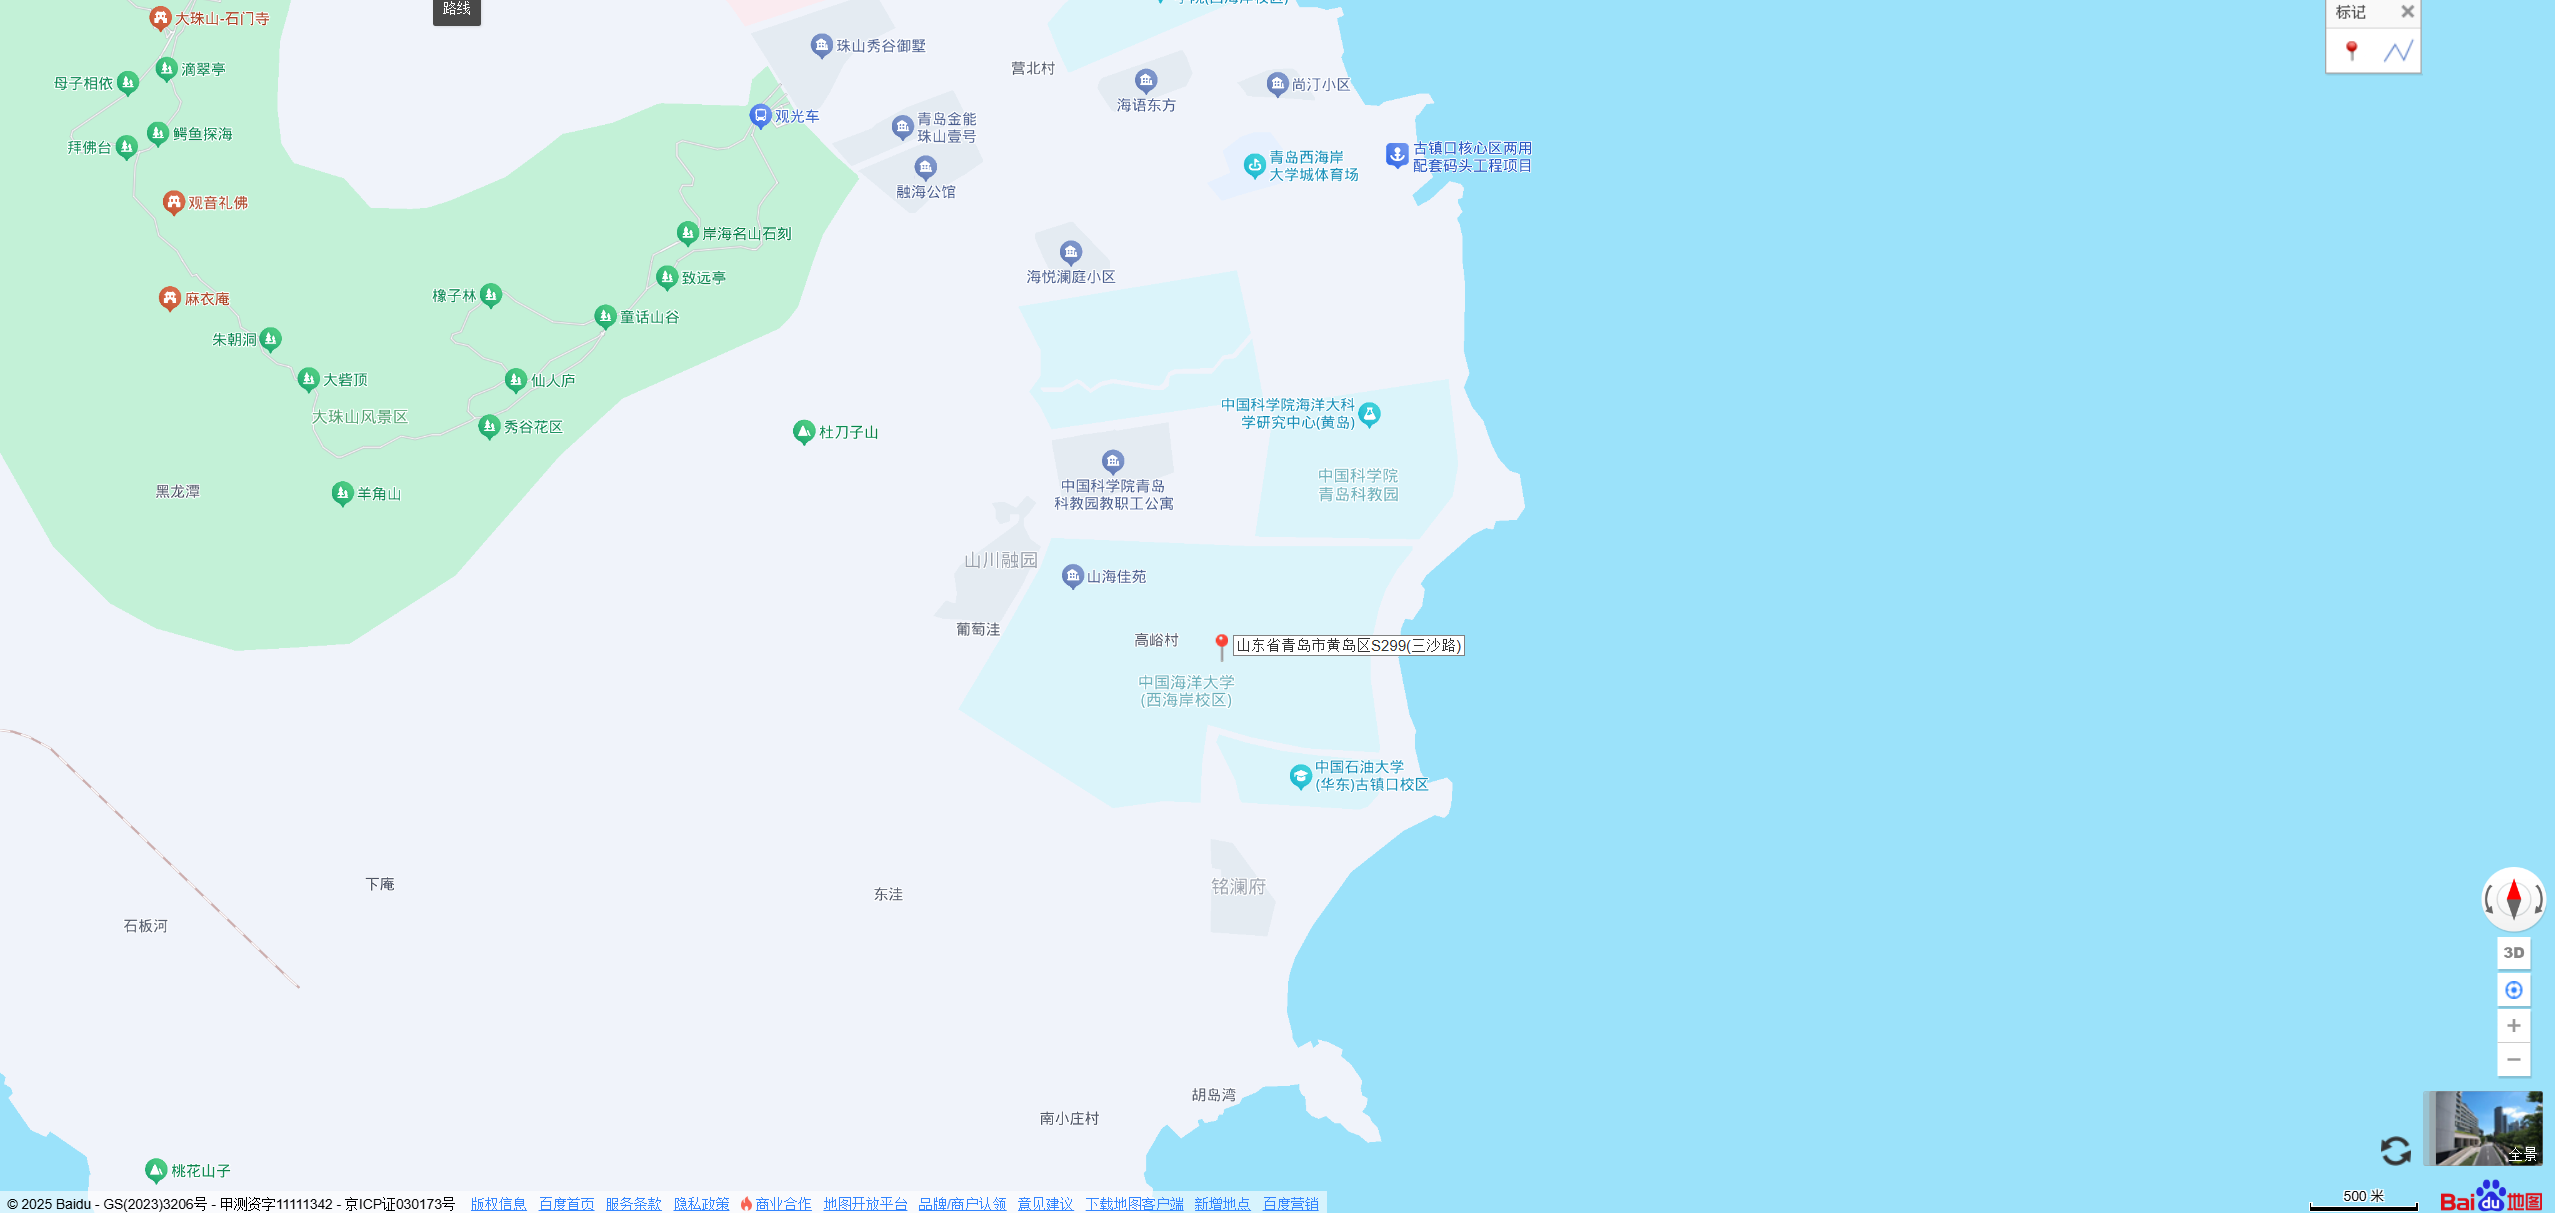 学院(西海岸校区)
路线
标记
大珠山-石门寺
珠山秀谷御墅
营北村
滴翠亭
母子相依
海语东方
尚汀小区
观光车
青岛金能
珠山壹号
鳄鱼探海
拜佛台
青岛西海岸
大学城体育场
古镇口核心区两用
配套码头工程项目
融海公馆
观音礼佛
岸海名山石刻
海悦澜庭小区
致远亭
橡子林
麻衣庵
童话山谷
朱朝洞
大砦顶
仙人庐
大珠山风景区
秀谷花区
杜刀子山
中国科学院海洋大科
学研究中心(黄岛)
中国科学院
青岛科教园
中国科学院青岛
科教园教职工公寓
黑龙潭
羊角山
山川融园
山海佳苑
葡萄洼
高峪村
山东省青岛市黄岛区S299(三沙路)
中国海洋大学
(西海岸校区)
中国石油大学
(华东)古镇口校区
下庵
东洼
铭澜府
石板河
3D
胡岛湾
南小庄村
桃花山子
全景
500 米
© 2025 Baidu - GS(2023)3206号 - 甲测资字11111342 - 京ICP证030173号 版权信息 百度首页 服务条款 隐私政策 商业合作 地图开放平台 品牌/商户认领 意见建议 下载地图客户端 新增地点 百度营销
Bai du 地图